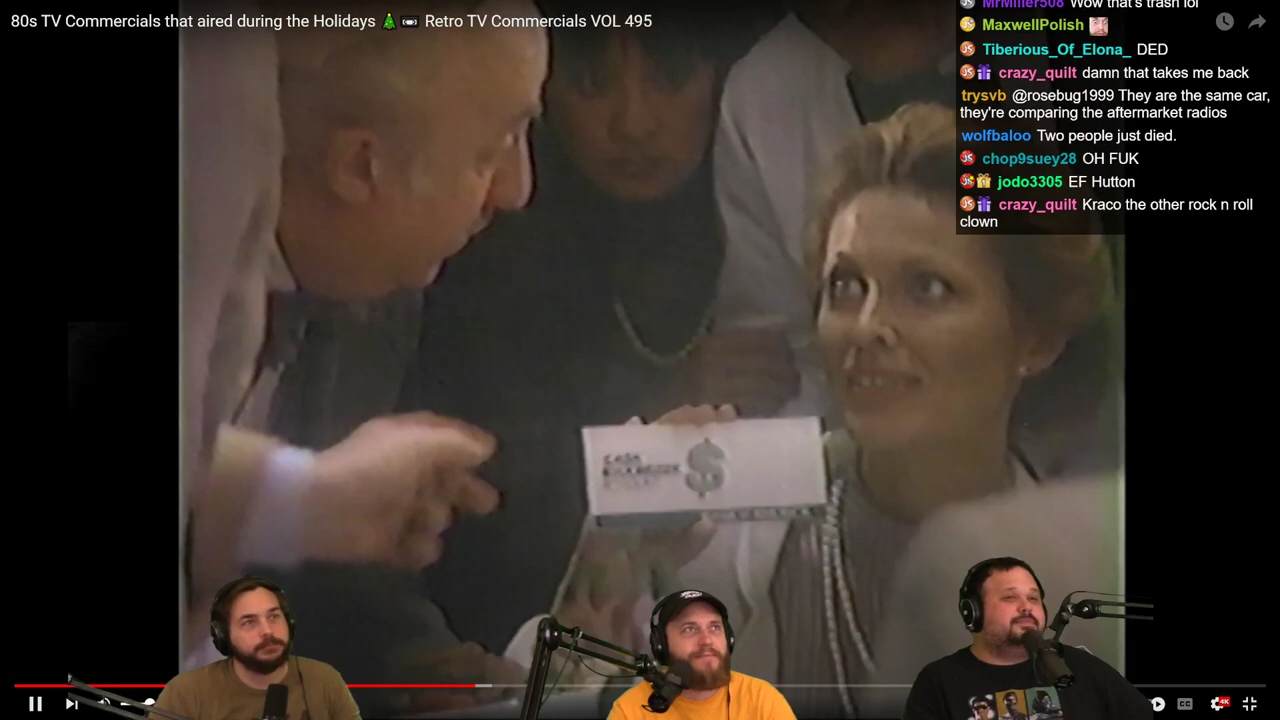 80s TV Commercials that aired during the Holidays 🎄📼 Retro TV Commercials VOL 495
MrMiller508 Wow that's trash lol
MaxwellPolish
Tiberious_Of_Elona_ DED
crazy_quilt damn that takes me back
trysvb @rosebug1999 They are the same car,
they're comparing the aftermarket radios
wolfbaloo Two people just died.
chop9suey28 OH FUK
jodo3305 EF Hutton
crazy_quilt Kraco the other rock n roll
clown
$
CC
4K